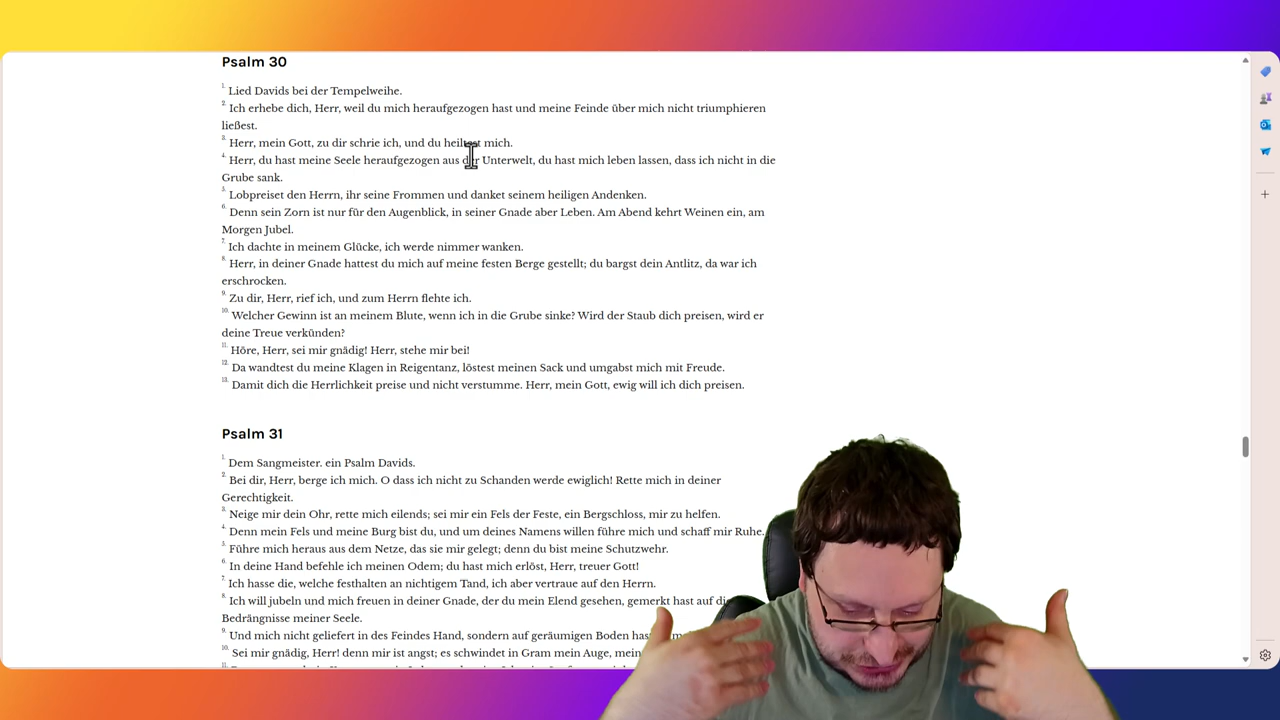 Psalm 30
1. Lied Davids bei der Tempelweihe.
2. Ich erhebe dich, Herr, weil du mich heraufgezogen hast und meine Feinde über mich nicht triumphieren
ließest.
3. Herr, mein Gott, zu dir schrie ich, und du heiltest mich.
4. Herr, du hast meine Seele heraufgezogen aus der Unterwelt, du hast mich leben lassen, dass ich nicht in die
Grube sank.
5. Lobpreiset den Herrn, ihr seine Frommen und danket seinem heiligen Andenken.
6. Denn sein Zorn ist nur für den Augenblick, in seiner Gnade aber Leben. Am Abend kehrt Weinen ein, am
Morgen Jubel.
7. Ich dachte in meinem Glücke, ich werde nimmer wanken.
8. Herr, in deiner Gnade hattest du mich auf meine festen Berge gestellt; du bargst dein Antlitz, da war ich
erschrocken.
9. Zu dir, Herr, rief ich, und zum Herrn flehte ich.
10. Welcher Gewinn ist an meinem Blute, wenn ich in die Grube sinke? Wird der Staub dich preisen, wird er
deine Treue verkünden?
11. Höre, Herr, sei mir gnädig! Herr, stehe mir bei!
12. Da wandtest du meine Klagen in Reigentanz, löstest meinen Sack und umgabst mich mit Freude.
13. Damit dich die Herrlichkeit preise und nicht verstumme. Herr, mein Gott, ewig will ich dich preisen.
Psalm 31
1. Dem Sangmeister. ein Psalm Davids.
2. Bei dir, Herr, berge ich mich. O dass ich nicht zu Schanden werde ewiglich! Rette mich in deiner
Gerechtigkeit.
3. Neige mir dein Ohr, rette mich eilends; sei mir ein Fels der Feste, ein Bergschloss, mir zu helfen.
4. Denn mein Fels und meine Burg bist du, und um deines Namens willen führe mich und schaff mir Ruhe.
5. Führe mich heraus aus dem Netze, das sie mir gelegt; denn du bist meine Schutzwehr.
6. In deine Hand befehle ich meinen Odem; du hast mich erlöst, Herr, treuer Gott!
7. Ich hasse die, welche festhalten an nichtigem Tand, ich aber vertraue auf den Herrn.
8. Ich will jubeln und mich freuen in deiner Gnade, der du mein Elend gesehen, gemerkt hast auf
Bedrängnisse meiner Seele.
9. Und mich nicht geliefert in des Feindes Hand, sondern auf geräumigen Boden
10. Sei mir gnädig, Herr! denn mir ist angst; es schwindet in Gram mein Auge,